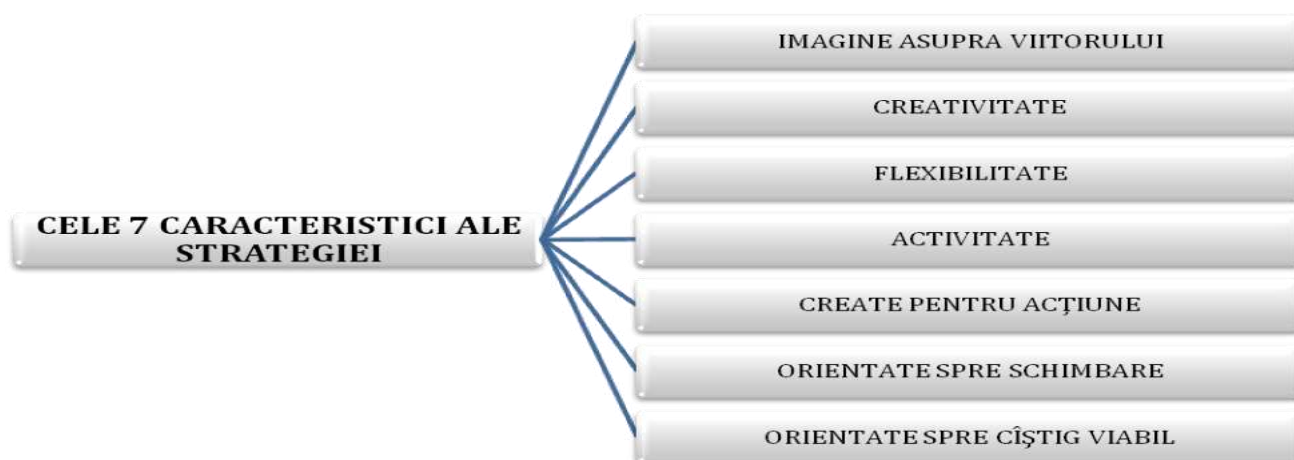 CELE 7 CARACTERISTICI ALE
STRATEGIEI
IMAGINE ASUPRA VIITORULUI
CREATIVITATE
FLEXIBILITATE
ACTIVITATE
CREATE PENTRU ACŢIUNE
ORIENTATE SPRE SCHIMBARE
ORIENTATE SPRE CÎŞTIG VIABIL